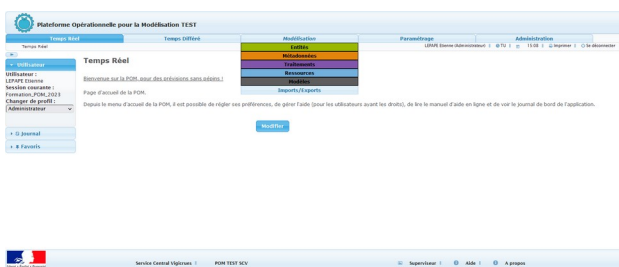 Plateforme Opérationnelle pour la Modélisation TEST
Temps Réel Temps Différé Modélisation Paramétrage Administration
Temps Réel
LEPAPE Etienne (Administrateur) TU 15:08 Imprimer Se déconnecter
Entités
Métadonnées
Traitements
Ressources
Modèles
Imports/Exports
Utilisateur
Utilisateur :
LEPAPE Etienne
Session courante :
Formation_POM_2023
Changer de profil :
Administrateur
Journal
Favoris
Temps Réel
Bienvenue sur la POM, pour des prévisions sans pépins !
Page d'accueil de la POM.
Depuis le menu d'accueil de la POM, il est possible de régler ses préférences, de gérer l'aide (pour les utilisateurs ayant les droits), de lire le manuel d'aide en ligne et de voir le journal de bord de l'application.
Modifier
Service Central Vigicrues POM TEST SCV Superviseur Aide A propos